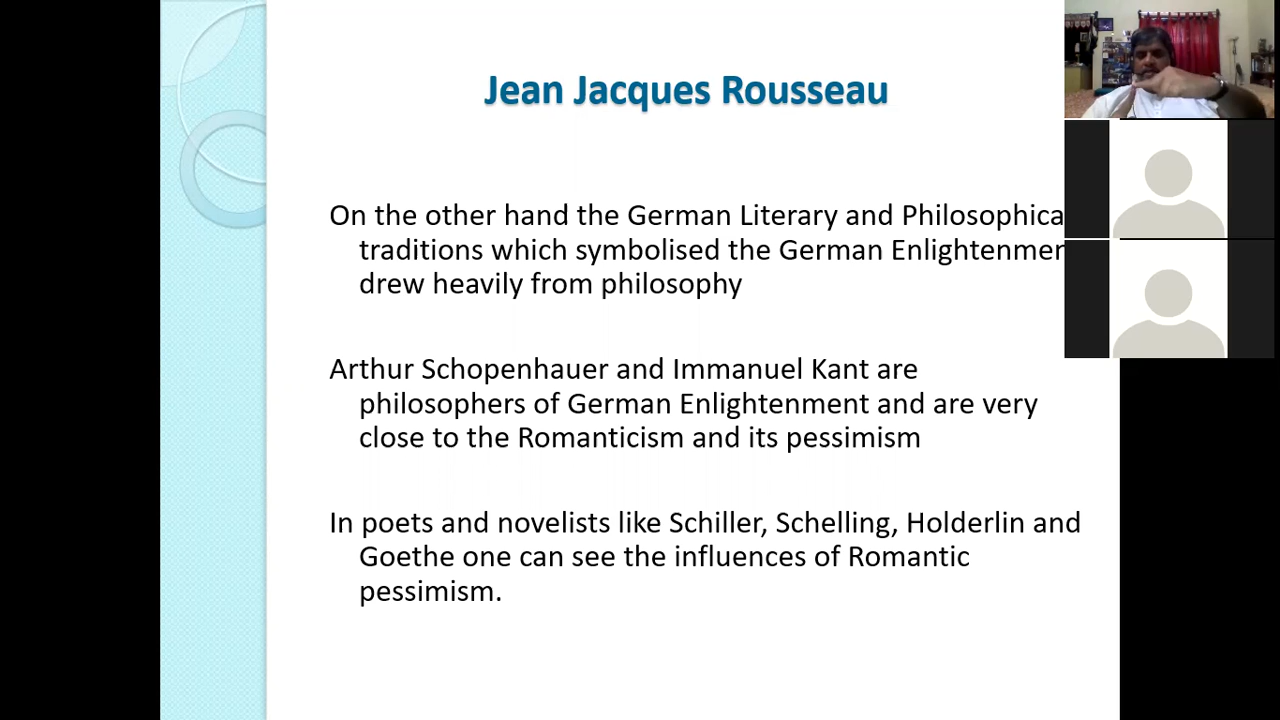 Jean Jacques Rousseau
On the other hand the German Literary and Philosophica
traditions which symbolised the German Enlightenmen
drew heavily from philosophy
Arthur Schopenhauer and Immanuel Kant are
philosophers of German Enlightenment and are very
close to the Romanticism and its pessimism
In poets and novelists like Schiller, Schelling, Holderlin and
Goethe one can see the influences of Romantic
pessimism.